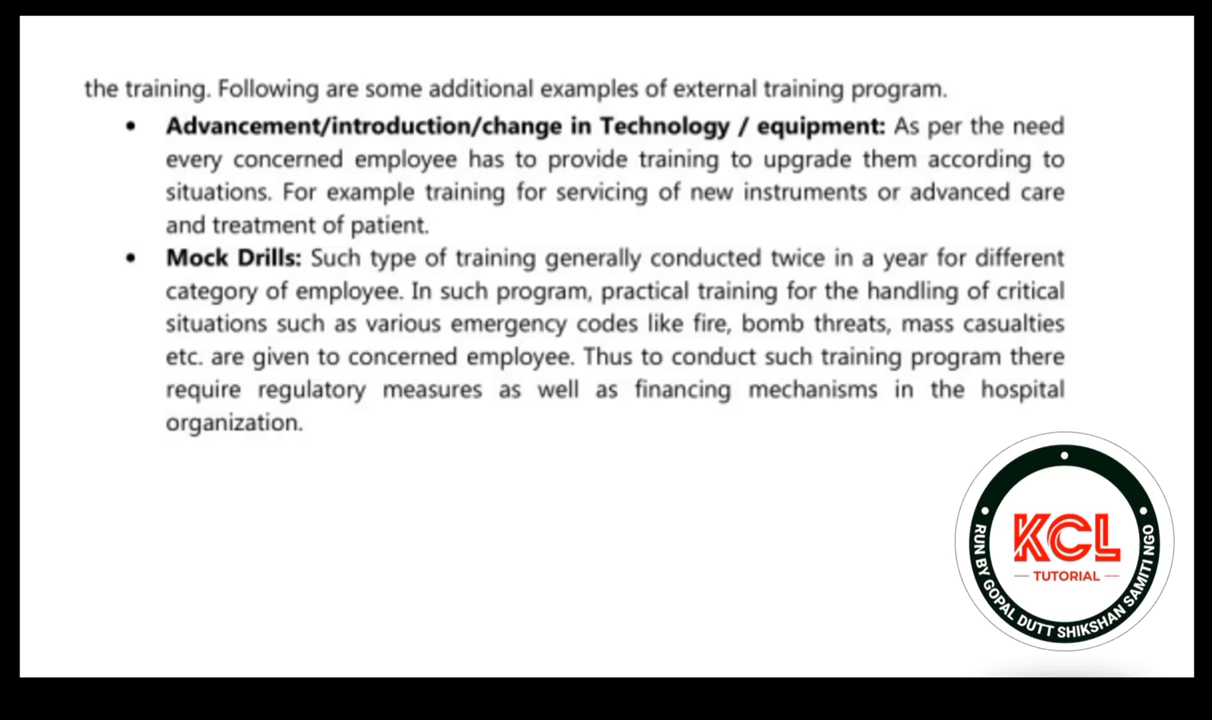 the training. Following are some additional examples of external training program.
• Advancement/introduction/change in Technology / equipment: As per the need
every concerned employee has to provide training to upgrade them according to
situations. For example training for servicing of new instruments or advanced care
and treatment of patient.
• Mock Drills: Such type of training generally conducted twice in a year for different
category of employee. In such program, practical training for the handling of critical
situations such as various emergency codes like fire, bomb threats, mass casualties
etc. are given to concerned employee. Thus to conduct such training program there
require regulatory measures as well as financing mechanisms in the hospital
organization.
KCL
TUTORIAL
RUN BY GOPAL DUTT SHIKSHAN SAMITI NGO